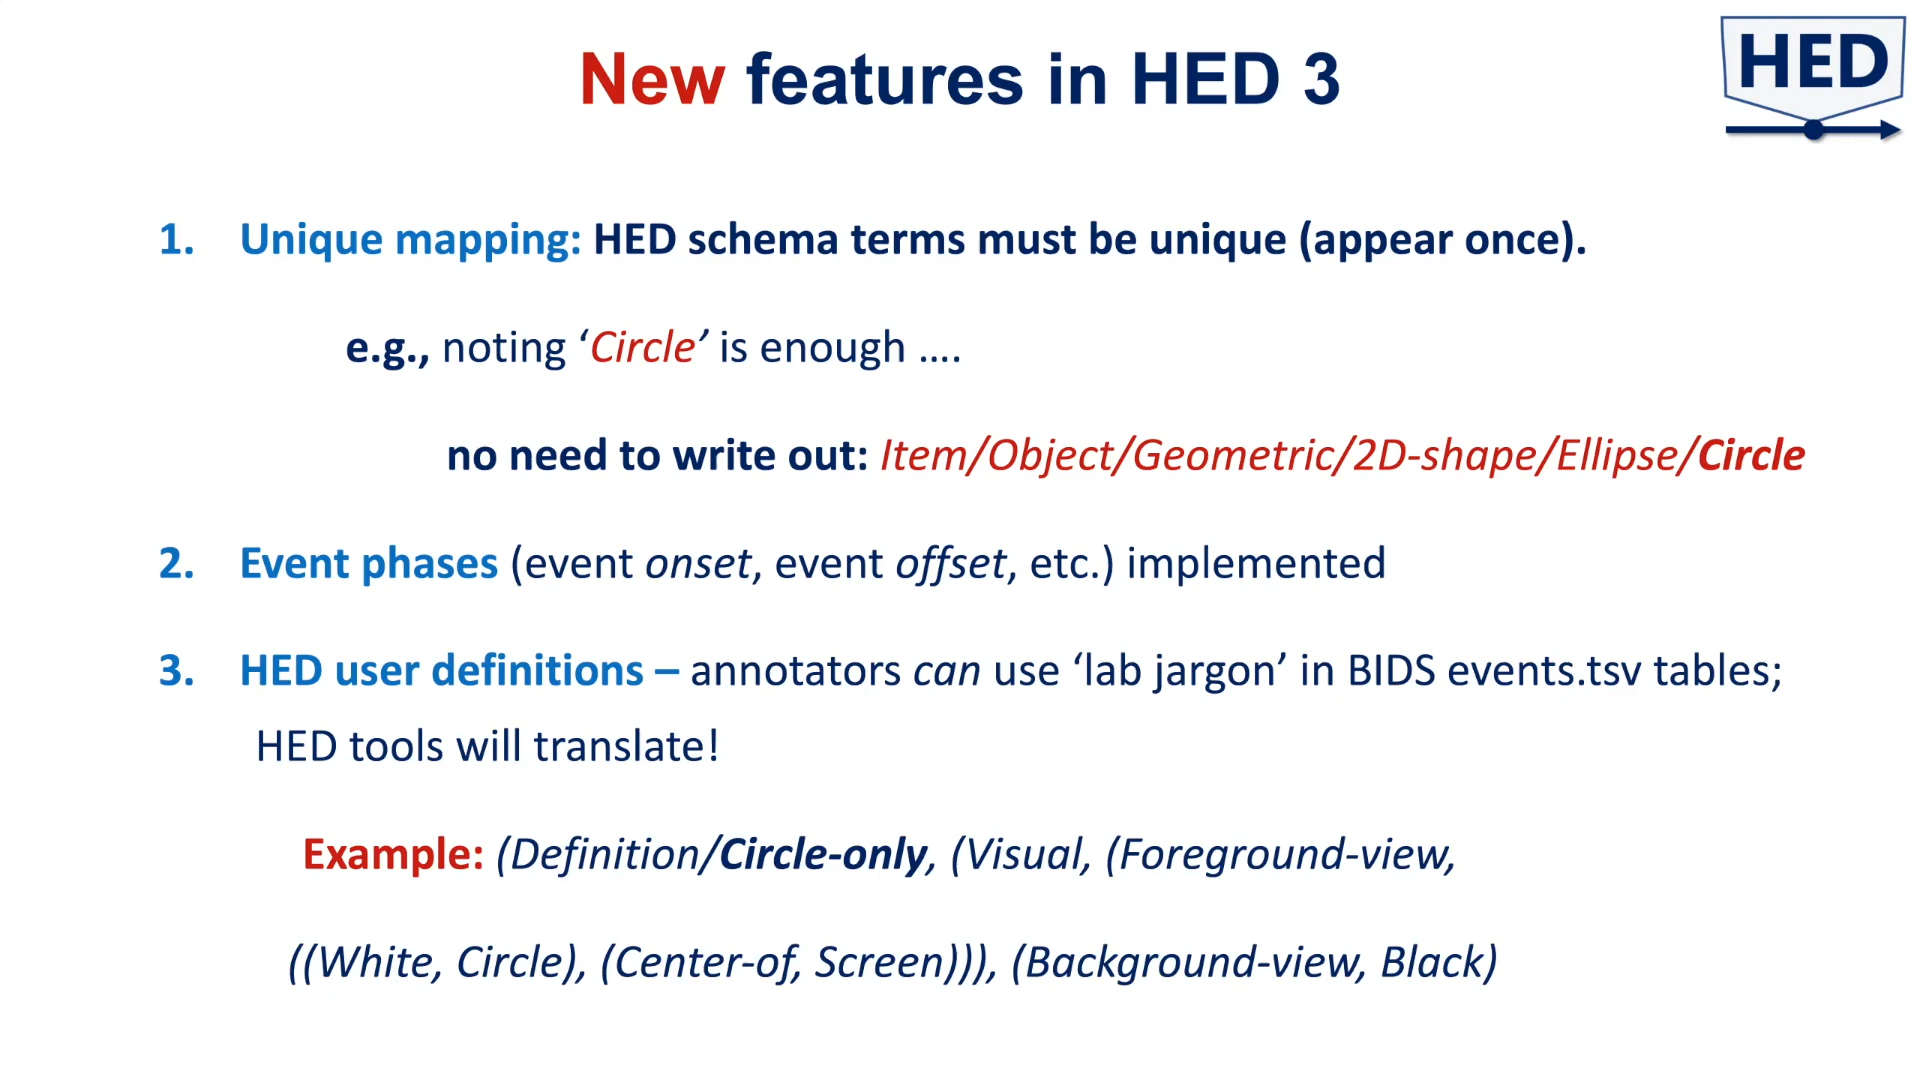 New features in HED 3
HED
1. Unique mapping: HED schema terms must be unique (appear once).
e.g., noting ‘Circle’ is enough ....
no need to write out: Item/Object/Geometric/2D-shape/Ellipse/Circle
2. Event phases (event onset, event offset, etc.) implemented
3. HED user definitions – annotators can use ‘lab jargon’ in BIDS events.tsv tables;
HED tools will translate!
Example: (Definition/Circle-only, (Visual, (Foreground-view,
((White, Circle), (Center-of, Screen))), (Background-view, Black)